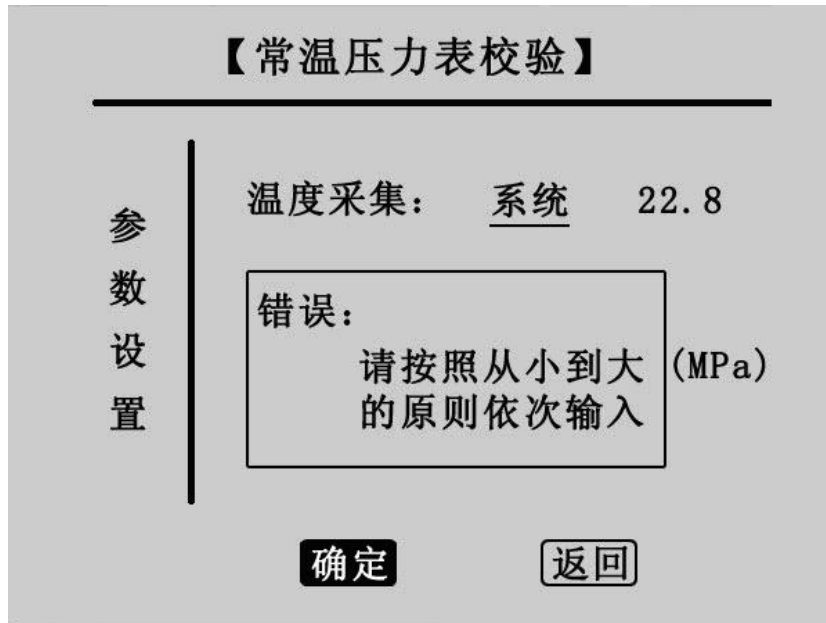 【常温压力表校验】
参数设置
温度采集： 系统 22.8
错误：
请按照从小到大
(MPa)
的原则依次输入
确定 返回